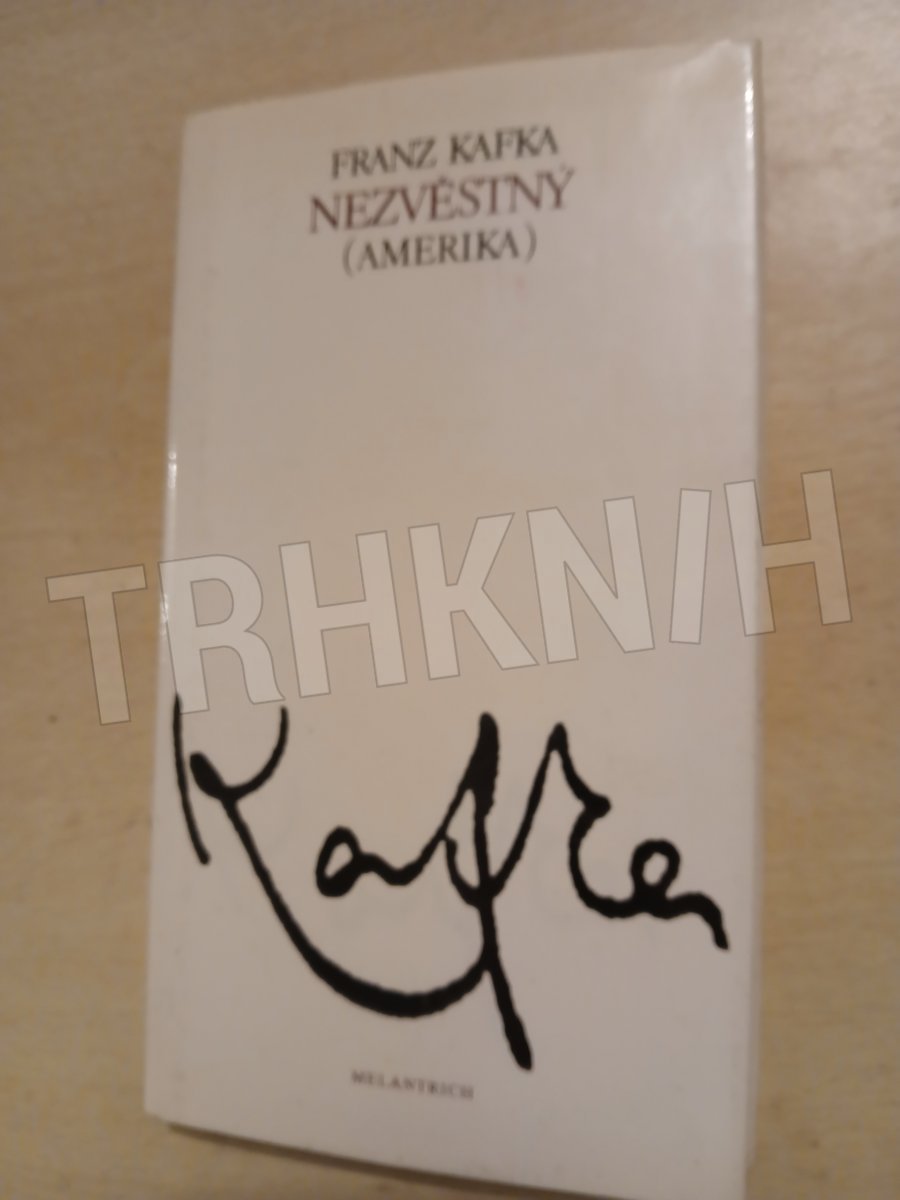 FRANZ KAFKA
NEZVĚSTNÝ
(AMERIKA)
TRHKNIH
Kafka
MELANTRICH